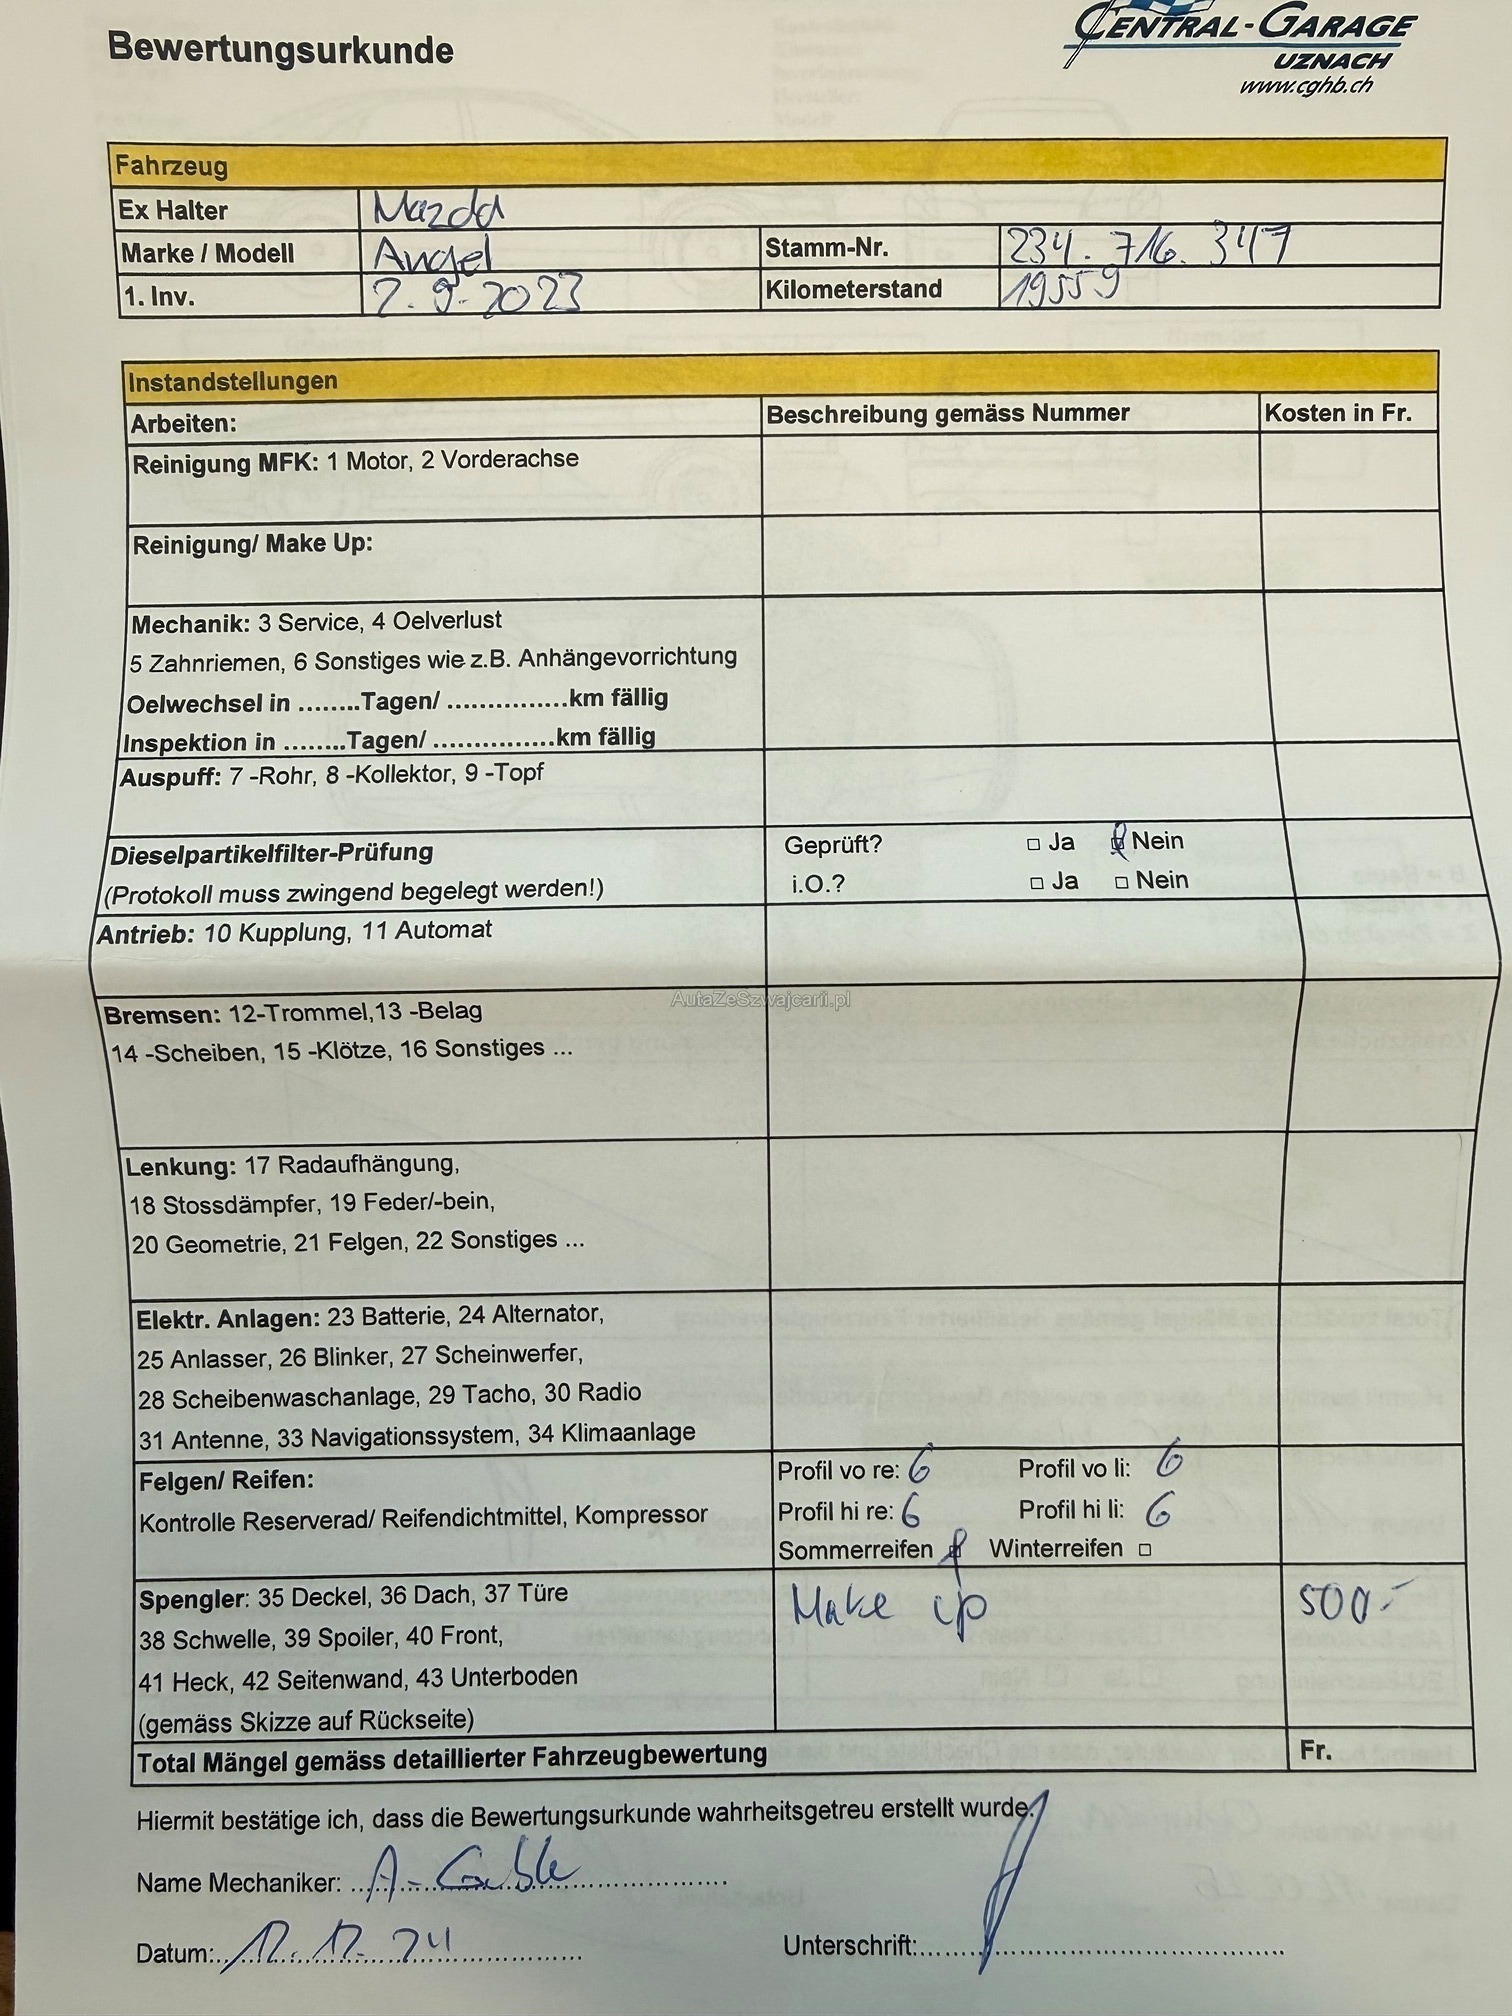 Bewertungsurkunde
CENTRAL-GARAGE
UZNACH
www.cghb.ch
Fahrzeug
Ex Halter Mazda
Marke / Modell Angel Stamm-Nr. 234. 716. 347
1. Inv. 7.9.2023 Kilometerstand 19559
Instandstellungen
Arbeiten: Beschreibung gemäss Nummer Kosten in Fr.
Reinigung MFK: 1 Motor, 2 Vorderachse
Reinigung/ Make Up:
Mechanik: 3 Service, 4 Oelverlust
5 Zahnriemen, 6 Sonstiges wie z.B. Anhängevorrichtung
Oelwechsel in ........Tagen/ ...............km fällig
Inspektion in ........Tagen/ ...............km fällig
Auspuff: 7 -Rohr, 8 -Kollektor, 9 -Topf
Dieselpartikelfilter-Prüfung Geprüft? □ Ja ☒ Nein
(Protokoll muss zwingend begelegt werden!) i.O.? □ Ja □ Nein
Antrieb: 10 Kupplung, 11 Automat
AutaZeSzwajcarii.pl
Bremsen: 12-Trommel,13 -Belag
14 -Scheiben, 15 -Klötze, 16 Sonstiges ...
Lenkung: 17 Radaufhängung,
18 Stossdämpfer, 19 Feder/-bein,
20 Geometrie, 21 Felgen, 22 Sonstiges ...
Elektr. Anlagen: 23 Batterie, 24 Alternator,
25 Anlasser, 26 Blinker, 27 Scheinwerfer,
28 Scheibenwaschanlage, 29 Tacho, 30 Radio
31 Antenne, 33 Navigationssystem, 34 Klimaanlage
Felgen/ Reifen: Profil vo re: 6 Profil vo li: 6
Kontrolle Reserverad/ Reifendichtmittel, Kompressor Profil hi re: 6 Profil hi li: 6
Sommerreifen ☒ Winterreifen □
Spengler: 35 Deckel, 36 Dach, 37 Türe Make up 500.-
38 Schwelle, 39 Spoiler, 40 Front,
41 Heck, 42 Seitenwand, 43 Unterboden
(gemäss Skizze auf Rückseite)
Total Mängel gemäss detaillierter Fahrzeugbewertung Fr.
Hiermit bestätige ich, dass die Bewertungsurkunde wahrheitsgetreu erstellt wurde.
Name Mechaniker: A-
Datum: 12.12.24 Unterschrift: